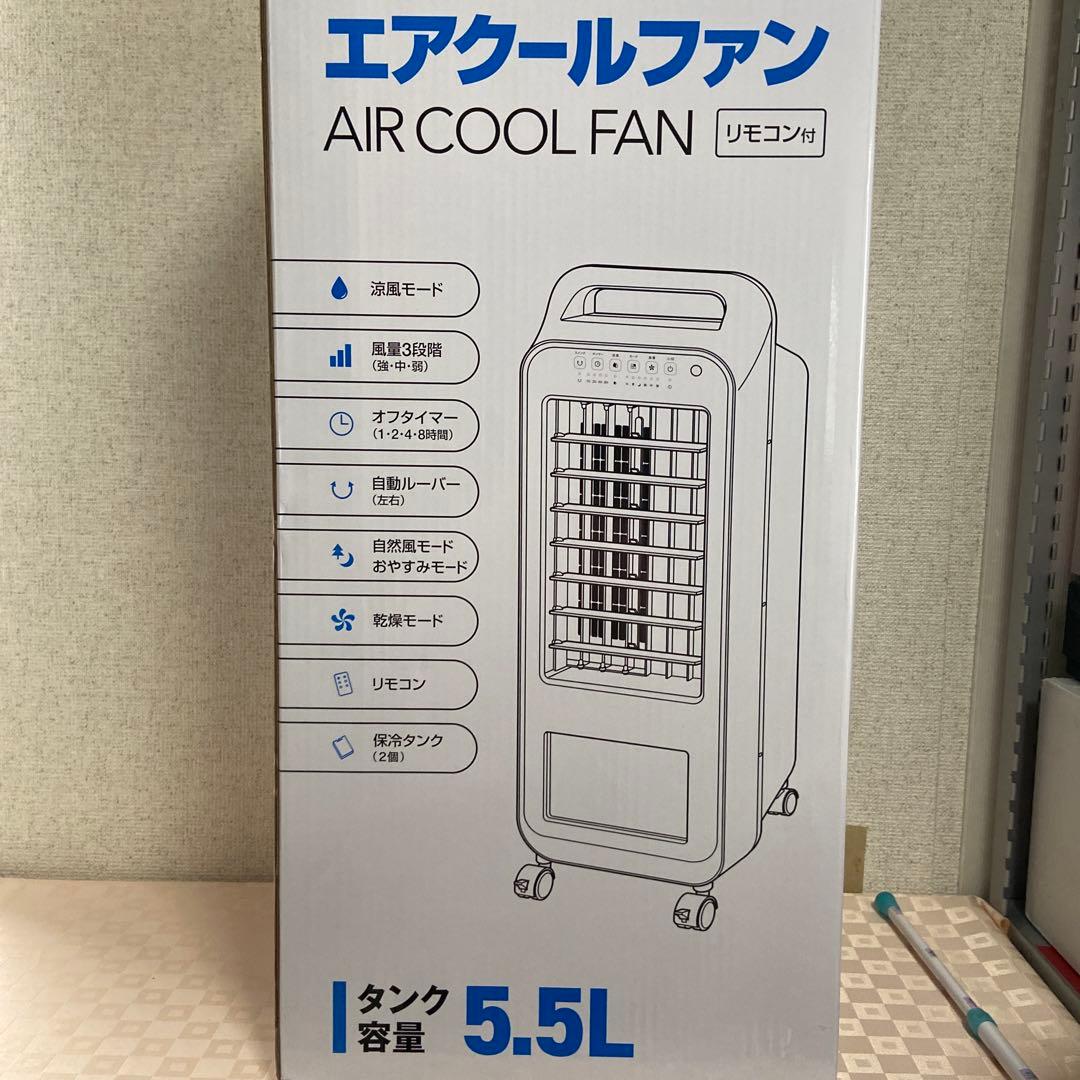 エアクールファン
AIR COOL FAN
リモコン付
涼風モード
風量3段階
(強・中・弱)
オフタイマー
(1・2・4・8時間)
自動ルーバー
(左右)
自然風モード
おやすみモード
乾燥モード
リモコン
保冷タンク
(2個)
タンク
容量
5.5L